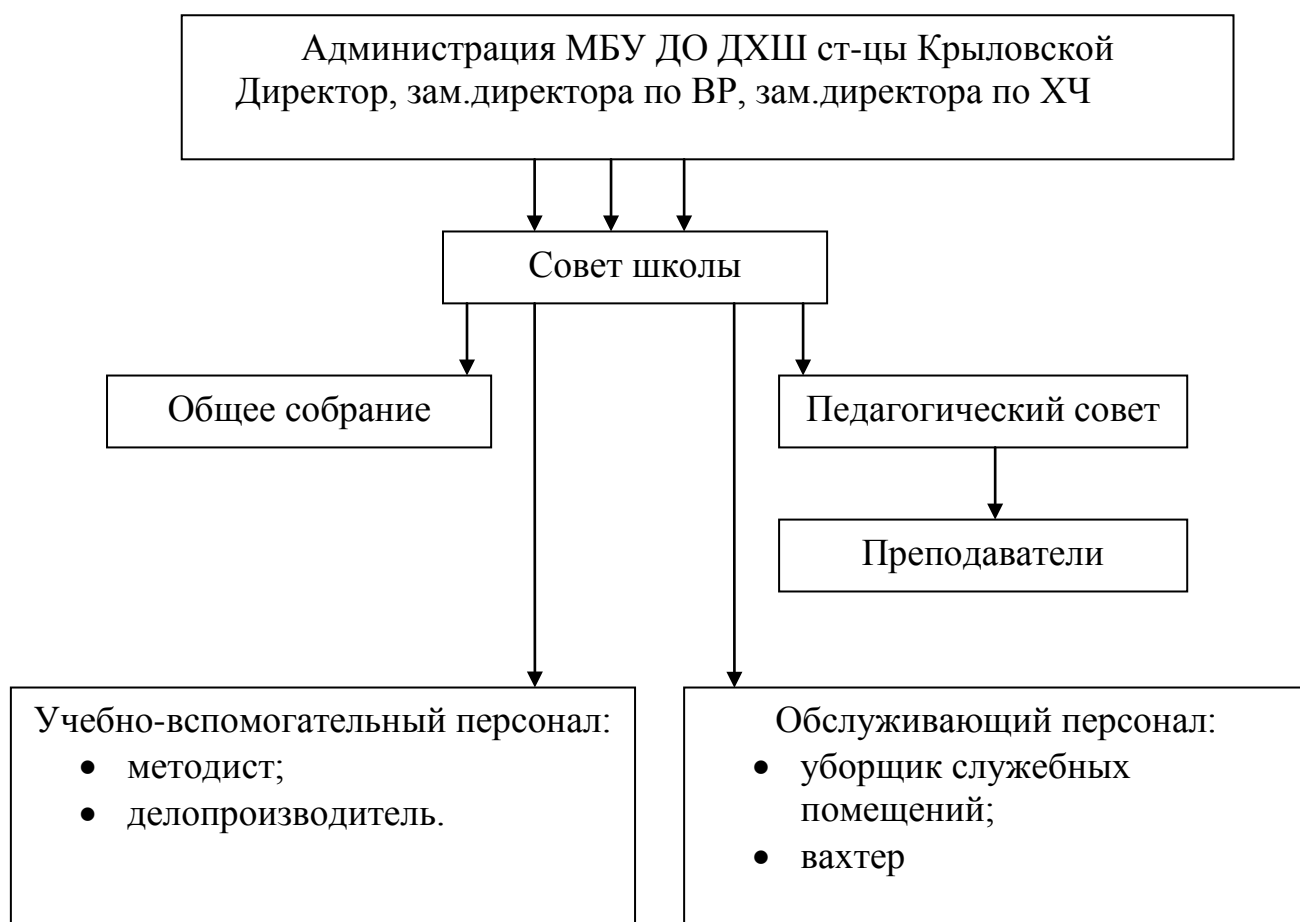 Администрация МБУ ДО ДХШ ст-цы Крыловской
Директор, зам.директора по ВР, зам.директора по ХЧ
Совет школы
Общее собрание
Педагогический совет
Преподаватели
Учебно-вспомогательный персонал:
• методист;
• делопроизводитель.
Обслуживающий персонал:
• уборщик служебных
помещений;
• вахтер